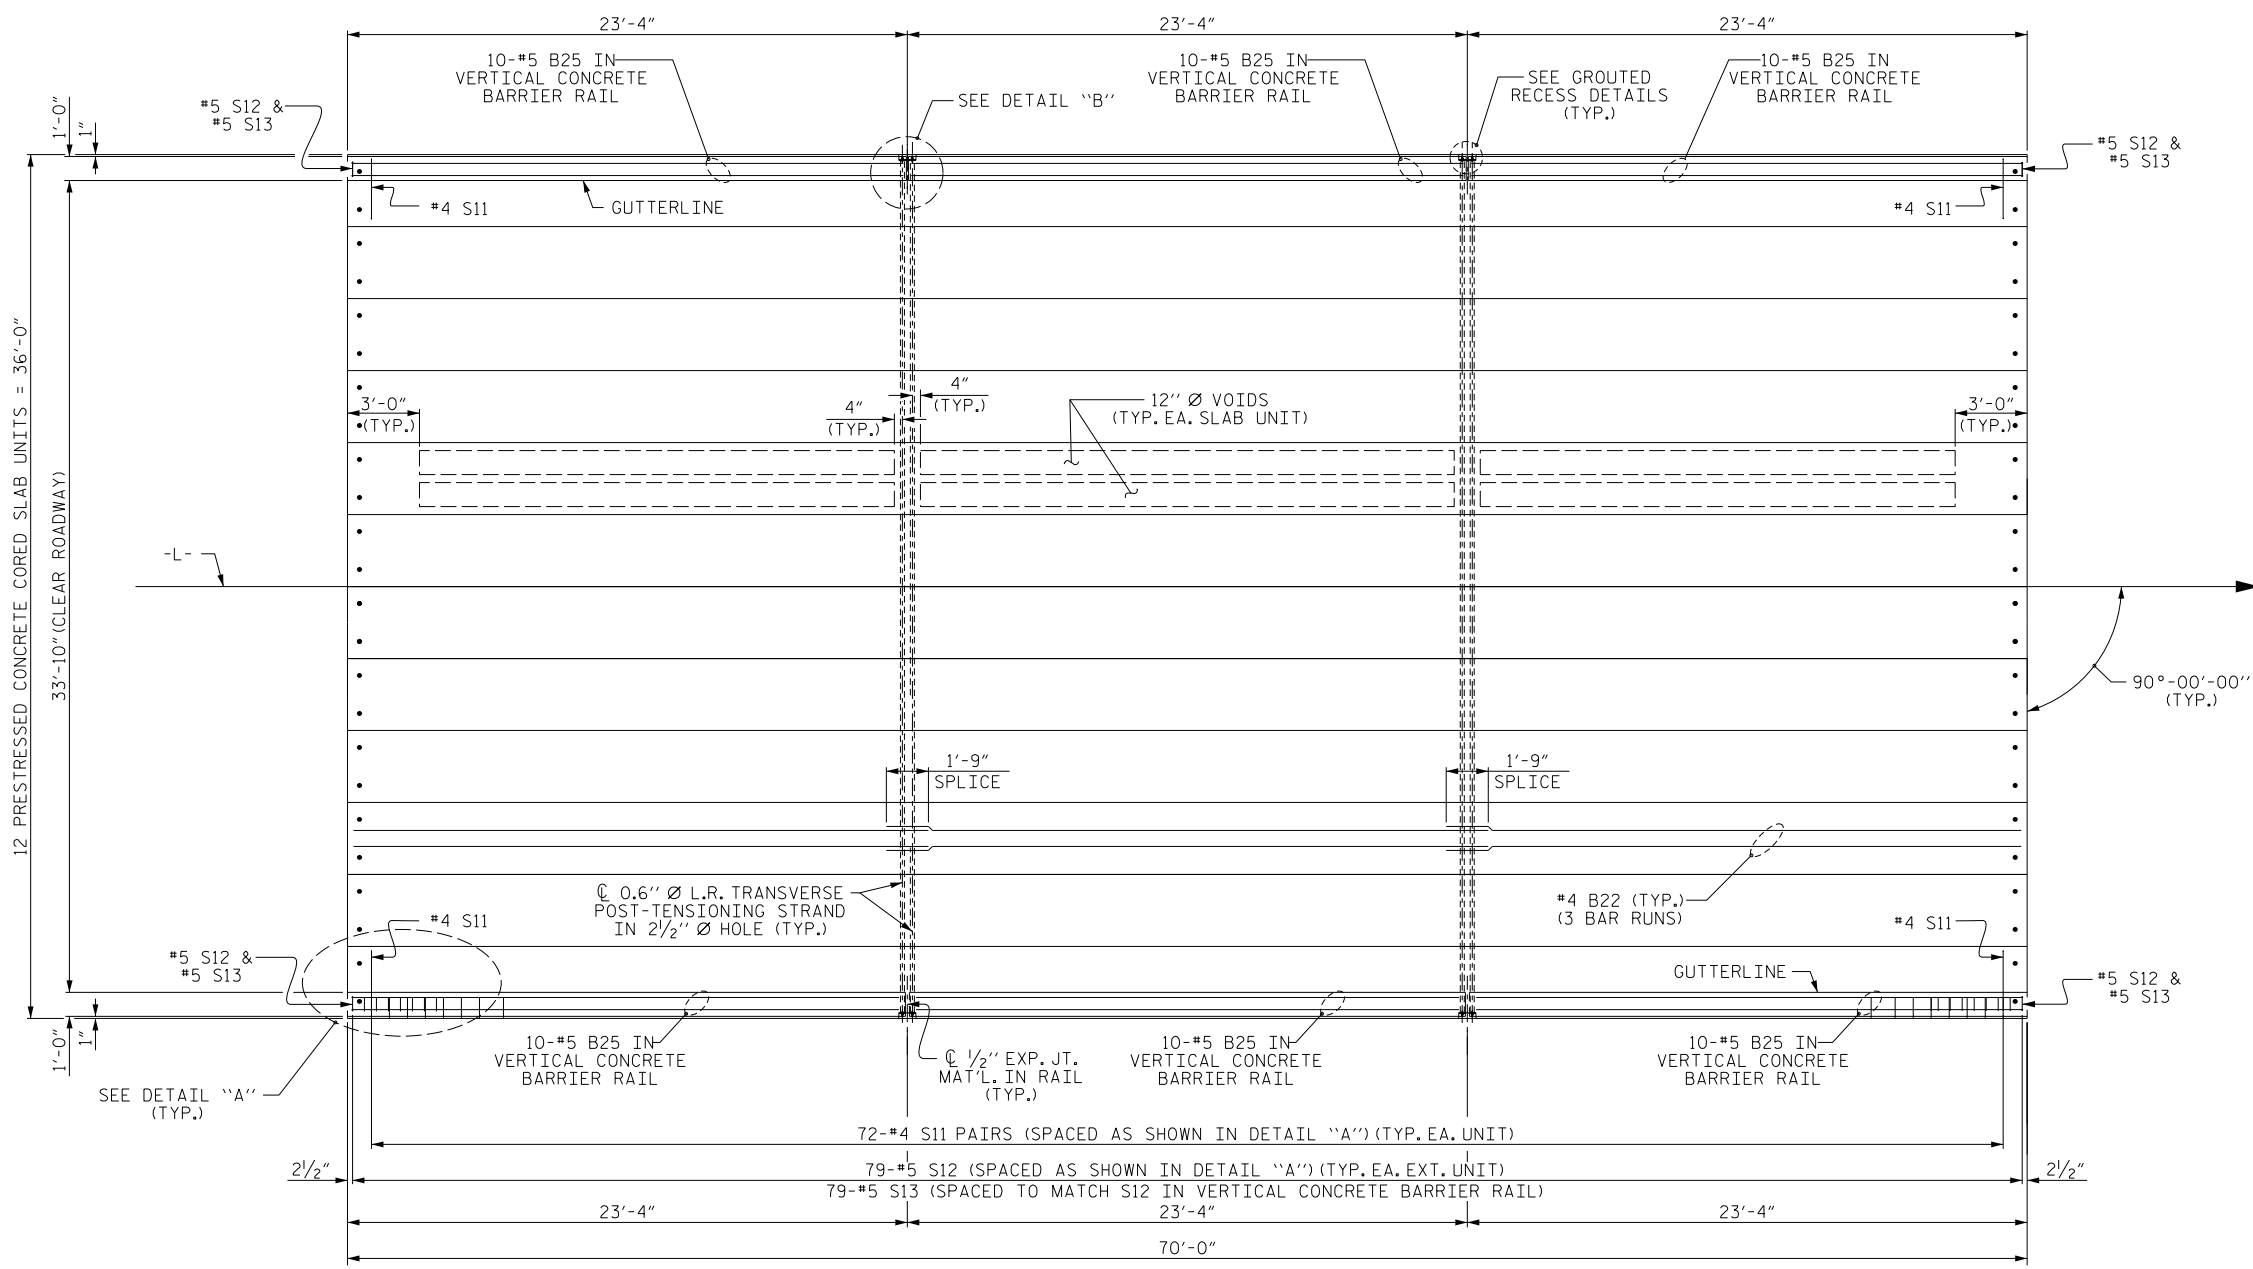 23'-4"
23'-4"
23'-4"
10-#5 B25 IN
VERTICAL CONCRETE
BARRIER RAIL
10-#5 B25 IN
VERTICAL CONCRETE
BARRIER RAIL
10-#5 B25 IN
VERTICAL CONCRETE
BARRIER RAIL
SEE GROUTED
RECESS DETAILS
(TYP.)
SEE DETAIL "B"
#5 S12 &
#5 S13
1'-0"
1"
#5 S12 &
#5 S13
#4 S11
GUTTERLINE
#4 S11
12 PRESTRESSED CONCRETE CORED SLAB UNITS = 36'-0"
33'-10" (CLEAR ROADWAY)
3'-0"
(TYP.)
4"
(TYP.)
4"
(TYP.)
12" Ø VOIDS
(TYP. EA. SLAB UNIT)
3'-0"
(TYP.)
-L-
90°-00'-00"
(TYP.)
1'-9"
SPLICE
1'-9"
SPLICE
℄ 0.6" Ø L.R. TRANSVERSE
POST-TENSIONING STRAND
IN 2½" Ø HOLE (TYP.)
#4 B22 (TYP.)
(3 BAR RUNS)
#4 S11
#4 S11
#5 S12 &
#5 S13
GUTTERLINE
#5 S12 &
#5 S13
1'-0"
1"
10-#5 B25 IN
VERTICAL CONCRETE
BARRIER RAIL
℄ ½" EXP. JT.
MAT'L. IN RAIL
(TYP.)
10-#5 B25 IN
VERTICAL CONCRETE
BARRIER RAIL
10-#5 B25 IN
VERTICAL CONCRETE
BARRIER RAIL
SEE DETAIL "A"
(TYP.)
72-#4 S11 PAIRS (SPACED AS SHOWN IN DETAIL "A") (TYP. EA. UNIT)
2½"
79-#5 S12 (SPACED AS SHOWN IN DETAIL "A") (TYP. EA. EXT. UNIT)
2½"
79-#5 S13 (SPACED TO MATCH S12 IN VERTICAL CONCRETE BARRIER RAIL)
23'-4"
23'-4"
23'-4"
70'-0"